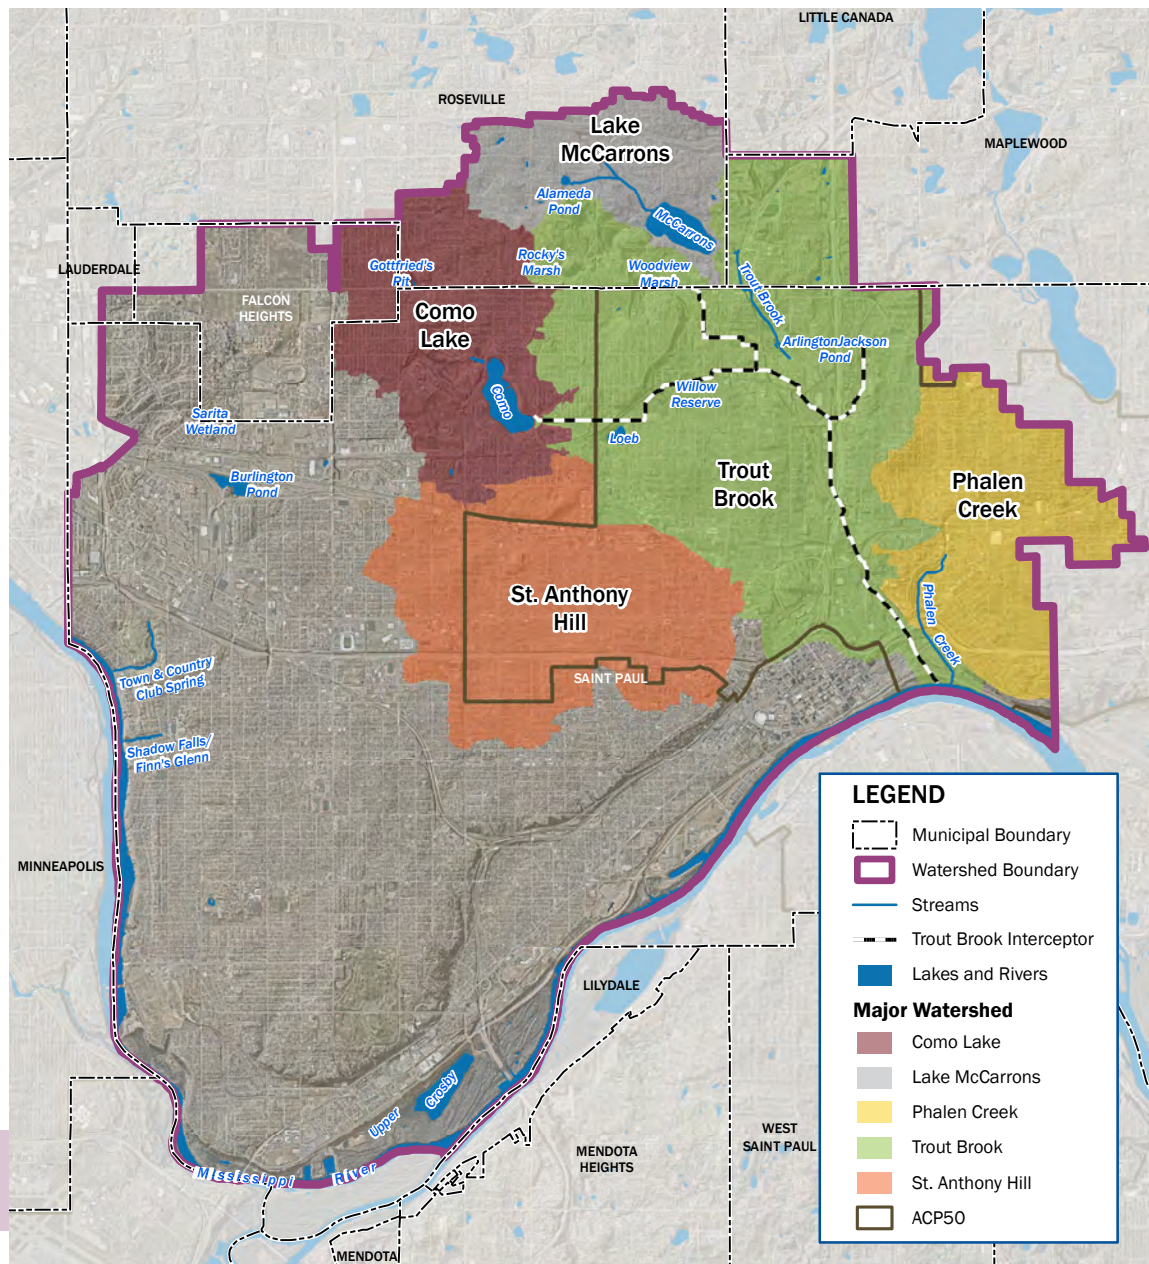 LITTLE CANADA
ROSEVILLE
Lake
McCarrons
MAPLEWOOD
Alameda
Pond
McCarrons
LAUDERDALE
Gottfried's
Rit
Rocky's
Marsh
Woodview
Marsh
Trout Brook
FALCON
HEIGHTS
Como
Lake
ArlingtonJackson
Pond
Como
Willow
Reserve
Sarita
Wetland
Loeb
Burlington
Pond
Trout
Brook
Phalen
Creek
St. Anthony
Hill
Phalen Creek
Town & Country
Club Spring
SAINT PAUL
Shadow Falls/
Finn's Glenn
MINNEAPOLIS
LILYDALE
Upper
Crosby
Mississippi River
MENDOTA
HEIGHTS
WEST
SAINT PAUL
MENDOTA
LEGEND
Municipal Boundary
Watershed Boundary
Streams
Trout Brook Interceptor
Lakes and Rivers
Major Watershed
Como Lake
Lake McCarrons
Phalen Creek
Trout Brook
St. Anthony Hill
ACP50